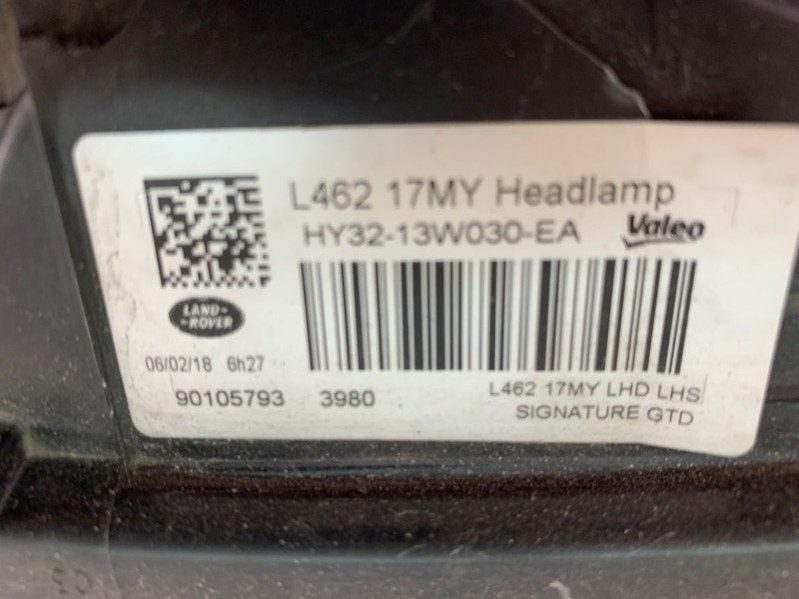 L462 17MY Headlamp
HY32-13W030-EA Valeo
LAND-
-ROVER
06/02/18 6h27
90105793 3980
L462 17MY LHD LHS
SIGNATURE GTD